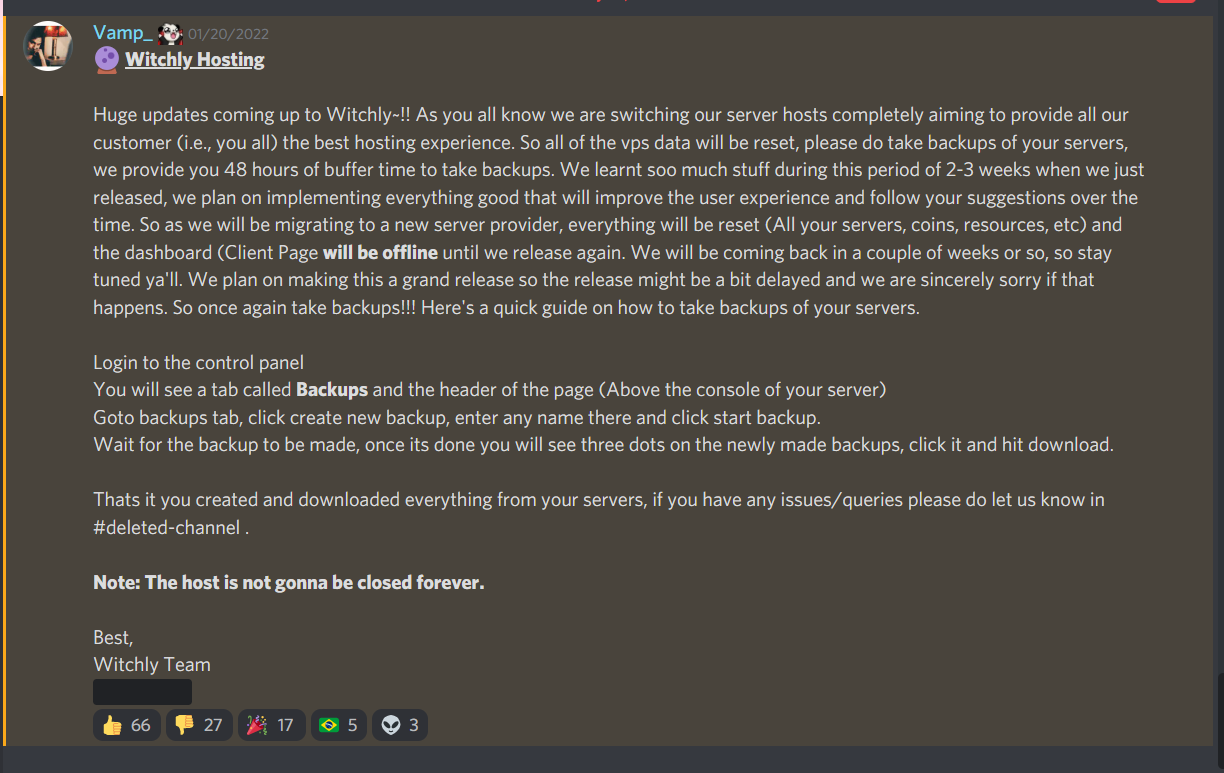 Vamp_ 01/20/2022
Witchly Hosting
Huge updates coming up to Witchly~!! As you all know we are switching our server hosts completely aiming to provide all our
customer (i.e., you all) the best hosting experience. So all of the vps data will be reset, please do take backups of your servers,
we provide you 48 hours of buffer time to take backups. We learnt soo much stuff during this period of 2-3 weeks when we just
released, we plan on implementing everything good that will improve the user experience and follow your suggestions over the
time. So as we will be migrating to a new server provider, everything will be reset (All your servers, coins, resources, etc) and
the dashboard (Client Page will be offline until we release again. We will be coming back in a couple of weeks or so, so stay
tuned ya'll. We plan on making this a grand release so the release might be a bit delayed and we are sincerely sorry if that
happens. So once again take backups!!! Here's a quick guide on how to take backups of your servers.
Login to the control panel
You will see a tab called Backups and the header of the page (Above the console of your server)
Goto backups tab, click create new backup, enter any name there and click start backup.
Wait for the backup to be made, once its done you will see three dots on the newly made backups, click it and hit download.
Thats it you created and downloaded everything from your servers, if you have any issues/queries please do let us know in
#deleted-channel .
Note: The host is not gonna be closed forever.
Best,
Witchly Team
66 27 17 5 3